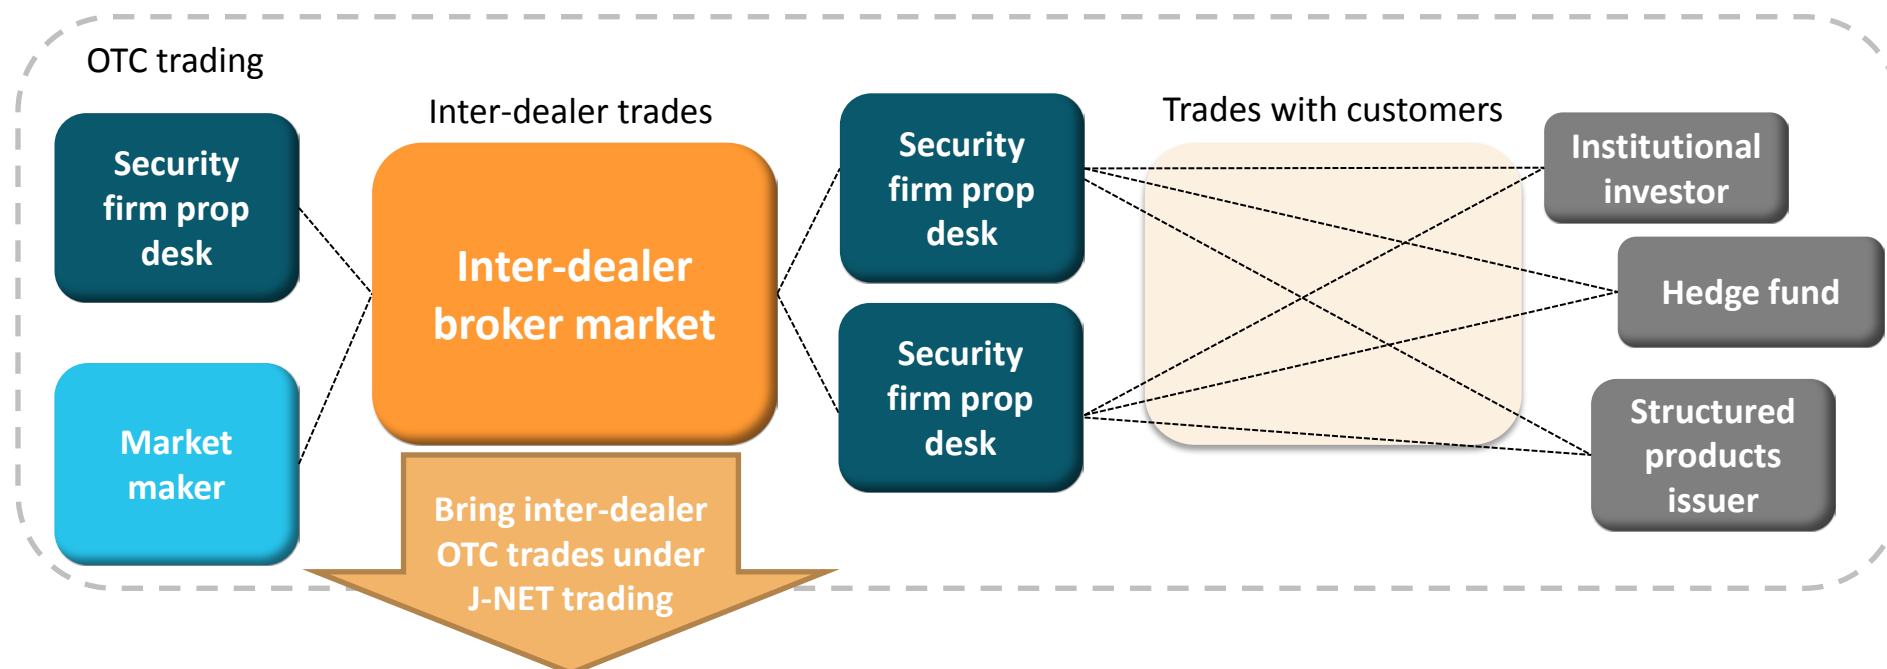 OTC trading
Inter-dealer trades
Trades with customers
Security
firm prop
desk
Market
maker
Inter-dealer
broker market
Security
firm prop
desk
Security
firm prop
desk
Institutional
investor
Hedge fund
Structured
products
issuer
Bring inter-dealer
OTC trades under
J-NET trading